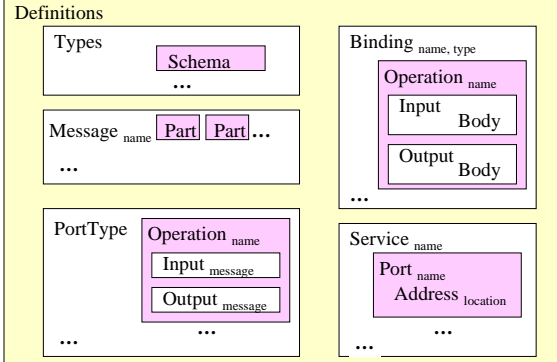 Definitions
Types
Schema
...
Message name Part Part ...
...
PortType
Operation name
Input message
Output message
...
...
Binding name, type
Operation name
Input
Body
Output
Body
...
Service name
Port name
Address location
...
...